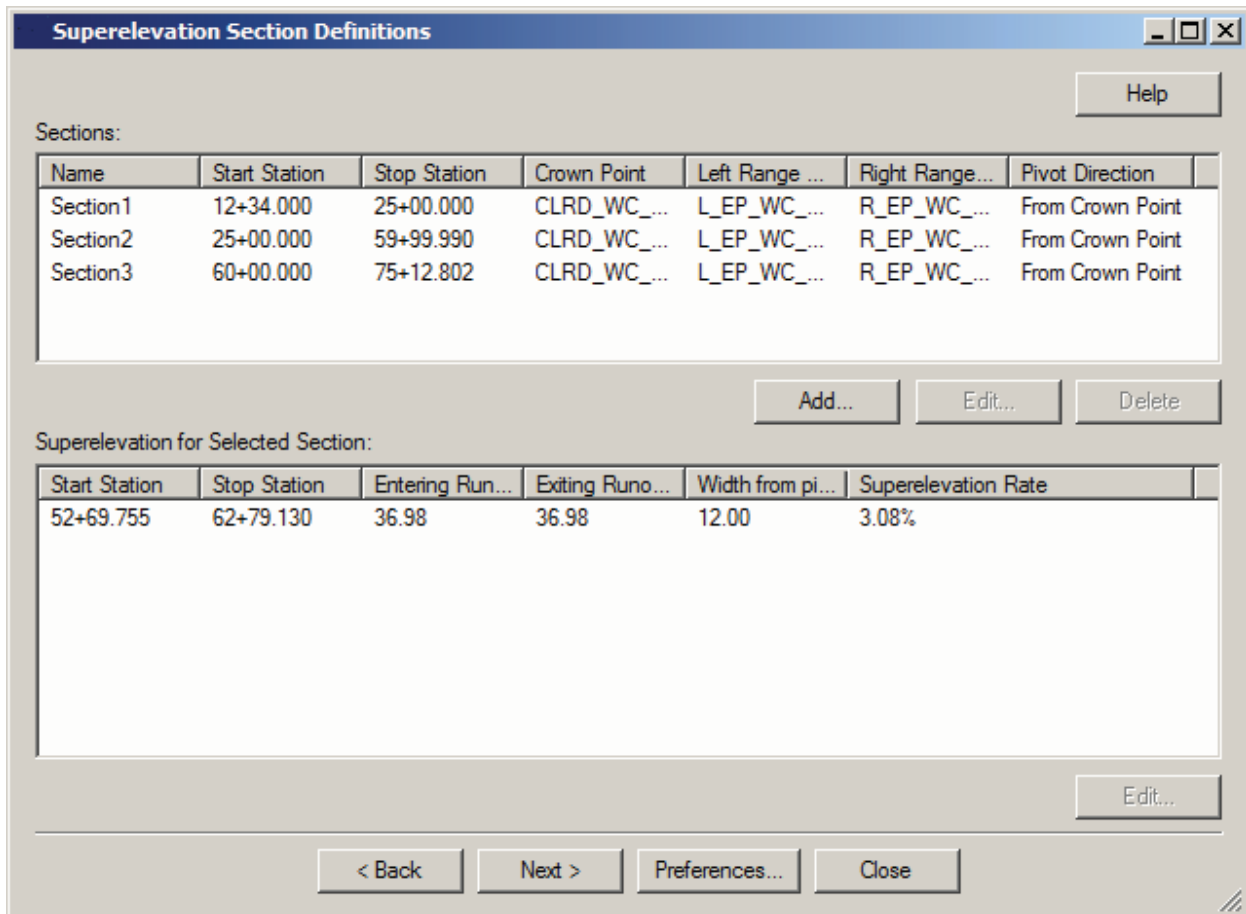 Superelevation Section Definitions
Help
Sections:
Name Start Station Stop Station Crown Point Left Range ... Right Range... Pivot Direction
Section1 12+34.000 25+00.000 CLRD_WC_... L_EP_WC_... R_EP_WC_... From Crown Point
Section2 25+00.000 59+99.990 CLRD_WC_... L_EP_WC_... R_EP_WC_... From Crown Point
Section3 60+00.000 75+12.802 CLRD_WC_... L_EP_WC_... R_EP_WC_... From Crown Point
Add... Edit... Delete
Superelevation for Selected Section:
Start Station Stop Station Entering Run... Exiting Runo... Width from pi... Superelevation Rate
52+69.755 62+79.130 36.98 36.98 12.00 3.08%
Edit...
< Back Next > Preferences... Close